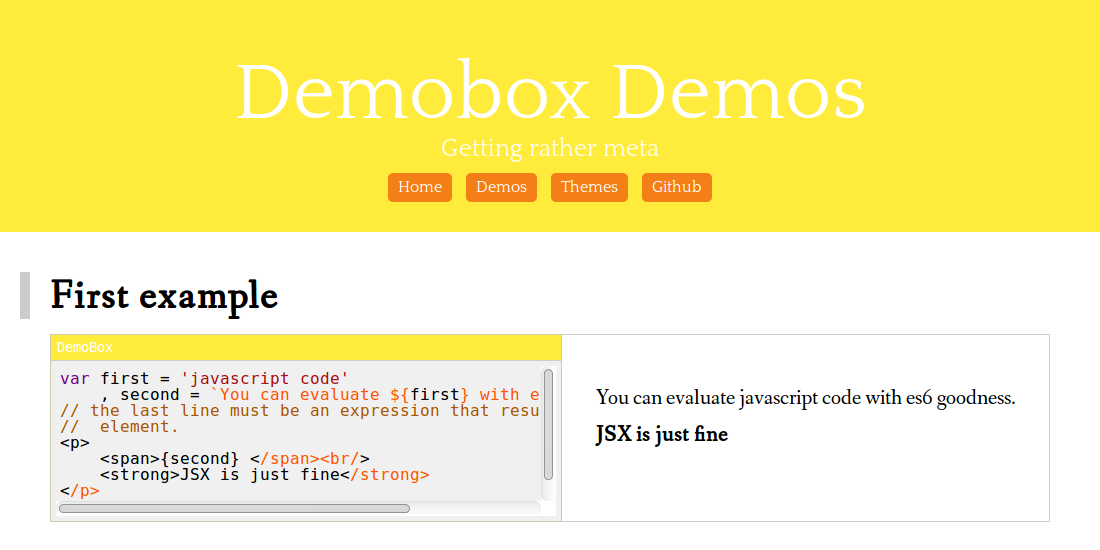 Demobox Demos
Getting rather meta
Home Demos Themes Github
First example
DemoBox
var first = 'javascript code'
    , second = `You can evaluate ${first} with e
// the last line must be an expression that resu
//  element.
<p>
    <span>{second} </span><br/>
    <strong>JSX is just fine</strong>
</p>
You can evaluate javascript code with es6 goodness.
JSX is just fine